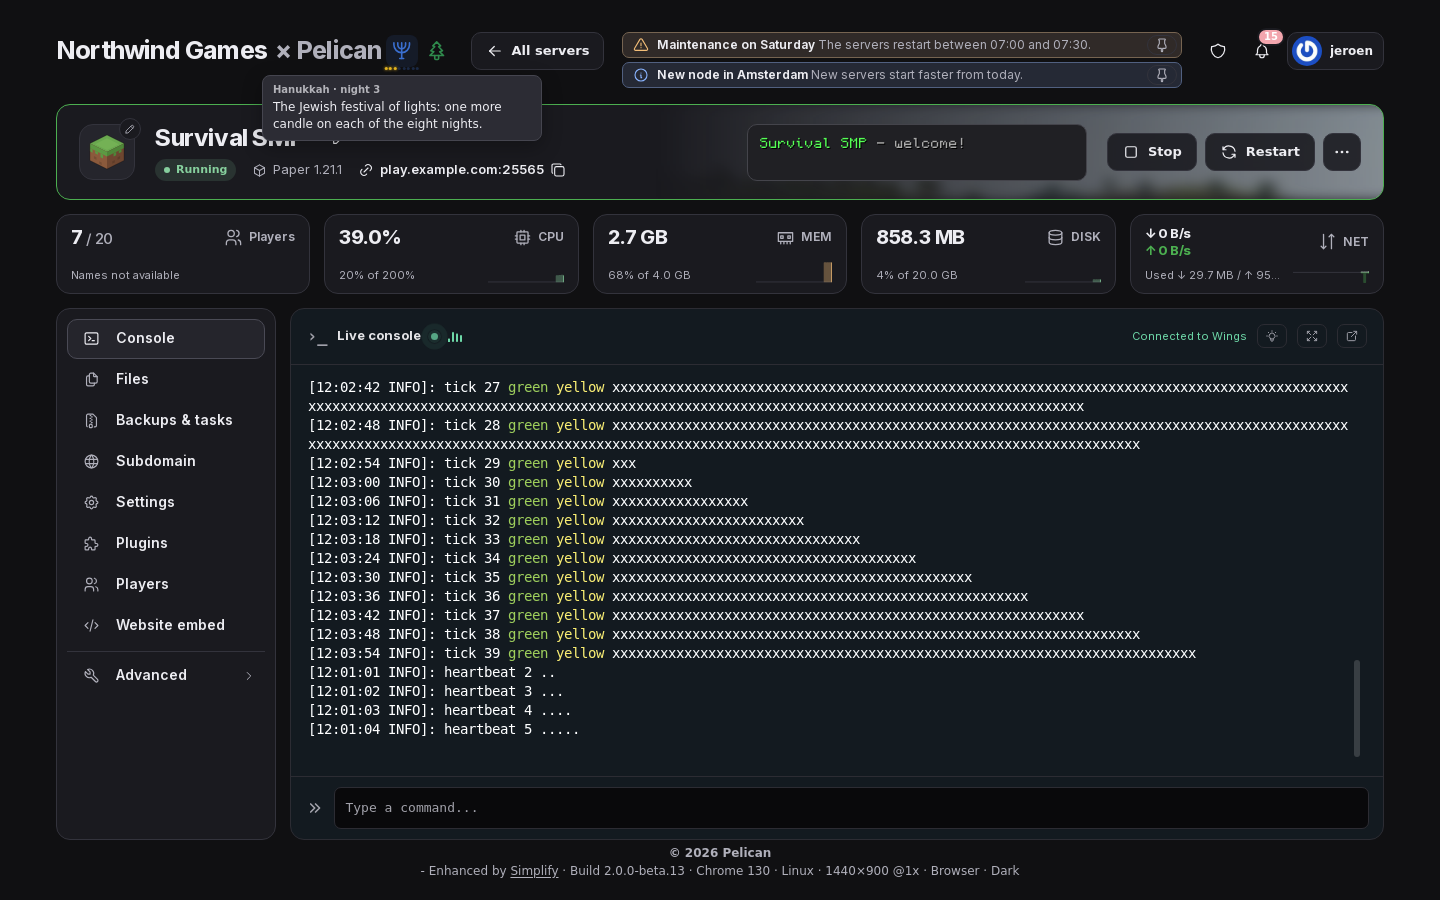 Northwind Games × Pelican
All servers
Maintenance on Saturday The servers restart between 07:00 and 07:30.
New node in Amsterdam New servers start faster from today.
15
jeroen
Hanukkah · night 3
The Jewish festival of lights: one more
candle on each of the eight nights.
Survival SMP
Running
Paper 1.21.1
play.example.com:25565
Survival SMP - welcome!
Stop
Restart
7 / 20
Players
Names not available
39.0%
CPU
20% of 200%
2.7 GB
MEM
68% of 4.0 GB
858.3 MB
DISK
4% of 20.0 GB
↓ 0 B/s
↑ 0 B/s
NET
Used ↓ 29.7 MB / ↑ 95...
Console
Files
Backups & tasks
Subdomain
Settings
Plugins
Players
Website embed
Advanced
Live console
Connected to Wings
[12:02:42 INFO]: tick 27 green yellow xxxxxxxxxxxxxxxxxxxxxxxxxxxxxxxxxxxxxxxxxxxxxxxxxxxxxxxxxxxxxxxxxxxxxxxxxxxxxxxxxxxxxxxxxxxx
xxxxxxxxxxxxxxxxxxxxxxxxxxxxxxxxxxxxxxxxxxxxxxxxxxxxxxxxxxxxxxxxxxxxxxxxxxxxxxxxxxxxxxxxxxxxxxxxx
[12:02:48 INFO]: tick 28 green yellow xxxxxxxxxxxxxxxxxxxxxxxxxxxxxxxxxxxxxxxxxxxxxxxxxxxxxxxxxxxxxxxxxxxxxxxxxxxxxxxxxxxxxxxxxxxx
xxxxxxxxxxxxxxxxxxxxxxxxxxxxxxxxxxxxxxxxxxxxxxxxxxxxxxxxxxxxxxxxxxxxxxxxxxxxxxxxxxxxxxxxxxxxxxxxxxxxxxxx
[12:02:54 INFO]: tick 29 green yellow xxx
[12:03:00 INFO]: tick 30 green yellow xxxxxxxxxx
[12:03:06 INFO]: tick 31 green yellow xxxxxxxxxxxxxxxxx
[12:03:12 INFO]: tick 32 green yellow xxxxxxxxxxxxxxxxxxxxxxxx
[12:03:18 INFO]: tick 33 green yellow xxxxxxxxxxxxxxxxxxxxxxxxxxxxxxx
[12:03:24 INFO]: tick 34 green yellow xxxxxxxxxxxxxxxxxxxxxxxxxxxxxxxxxxxxxx
[12:03:30 INFO]: tick 35 green yellow xxxxxxxxxxxxxxxxxxxxxxxxxxxxxxxxxxxxxxxxxxxxx
[12:03:36 INFO]: tick 36 green yellow xxxxxxxxxxxxxxxxxxxxxxxxxxxxxxxxxxxxxxxxxxxxxxxxxxxx
[12:03:42 INFO]: tick 37 green yellow xxxxxxxxxxxxxxxxxxxxxxxxxxxxxxxxxxxxxxxxxxxxxxxxxxxxxxxxxxx
[12:03:48 INFO]: tick 38 green yellow xxxxxxxxxxxxxxxxxxxxxxxxxxxxxxxxxxxxxxxxxxxxxxxxxxxxxxxxxxxxxxxxxx
[12:03:54 INFO]: tick 39 green yellow xxxxxxxxxxxxxxxxxxxxxxxxxxxxxxxxxxxxxxxxxxxxxxxxxxxxxxxxxxxxxxxxxxxxxxxxx
[12:01:01 INFO]: heartbeat 2 ..
[12:01:02 INFO]: heartbeat 3 ...
[12:01:03 INFO]: heartbeat 4 ....
[12:01:04 INFO]: heartbeat 5 .....
Type a command...
© 2026 Pelican
- Enhanced by Simplify · Build 2.0.0-beta.13 · Chrome 130 · Linux · 1440×900 @1x · Browser · Dark